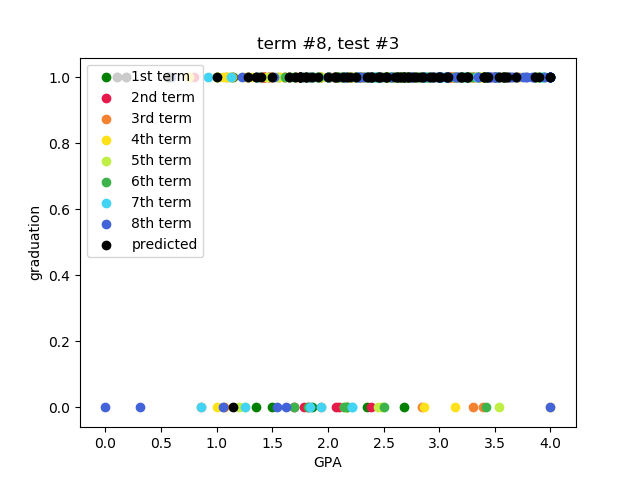 term #8, test #3
1.0
0.8
0.6
0.4
0.2
0.0
graduation
1st term
2nd term
3rd term
4th term
5th term
6th term
7th term
8th term
predicted
0.0 0.5 1.0 1.5 2.0 2.5 3.0 3.5 4.0
GPA